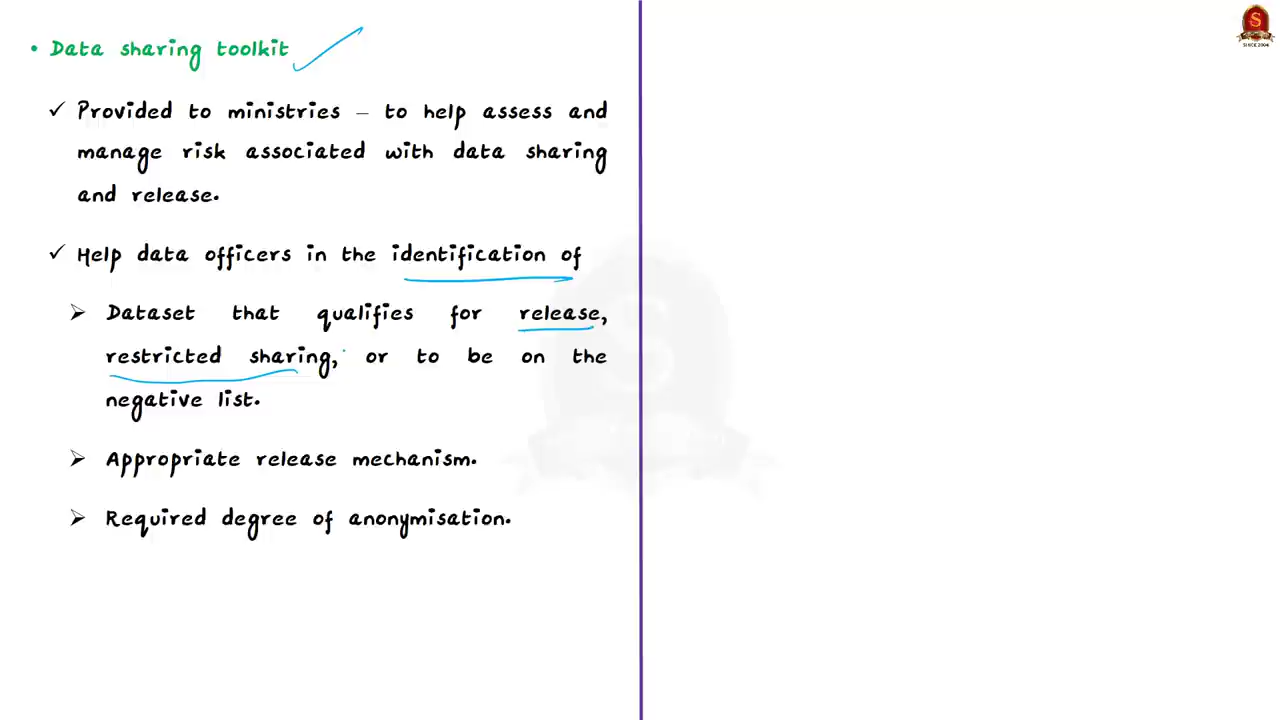 • Data sharing toolkit
✓ Provided to ministries – to help assess and
manage risk associated with data sharing
and release.
✓ Help data officers in the identification of
➢ Dataset that qualifies for release,
restricted sharing, or to be on the
negative list.
➢ Appropriate release mechanism.
➢ Required degree of anonymisation.
S
SINCE 2004